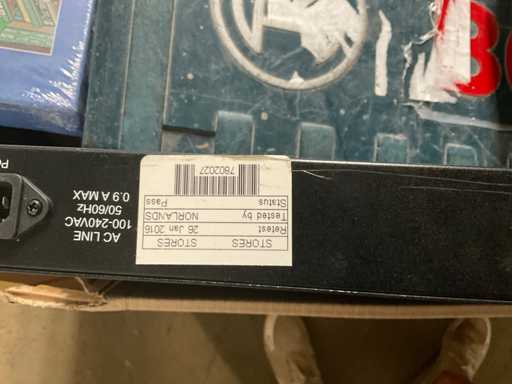 STORES STORES
Retest 26 Jan 2016
Tested by NORLANDS
Status Pass
7802027
AC LINE
100-240VAC
50/60Hz
0.9 A MAX